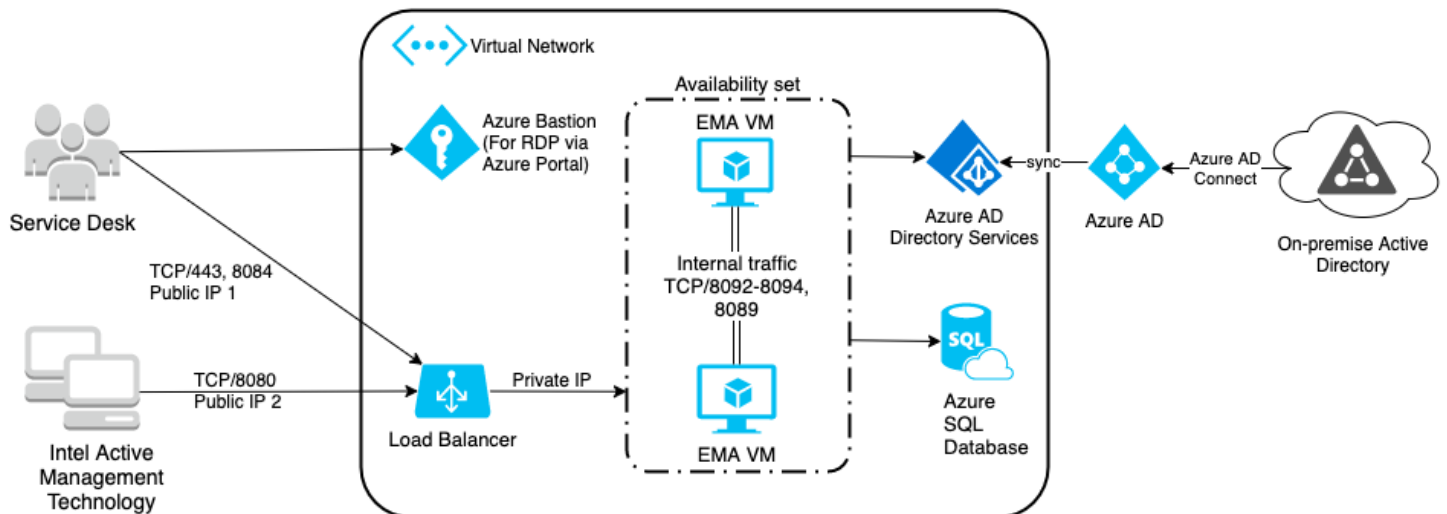 Virtual Network
Availability set
EMA VM
Azure Bastion
(For RDP via
Azure Portal)
Service Desk
TCP/443, 8084
Public IP 1
Internal traffic
TCP/8092-8094,
8089
Azure AD
Directory Services
sync
Azure AD
Azure AD
Connect
On-premise Active
Directory
TCP/8080
Public IP 2
Intel Active
Management
Technology
Load Balancer
Private IP
EMA VM
SQL
Azure
SQL
Database